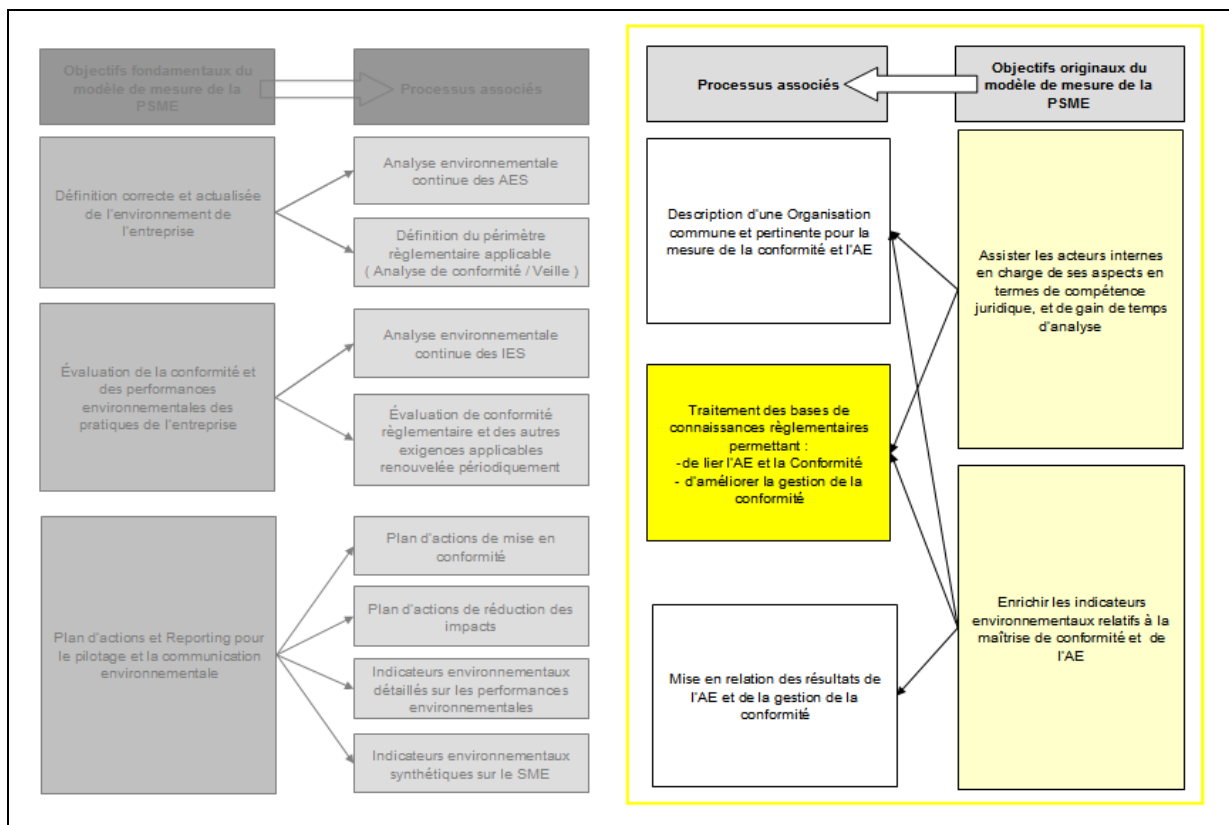 Objectifs fondamentaux du
modèle de mesure de la
PSME
Processus associés
Définition correcte et actualisée
de l'environnement de
l'entreprise
Analyse environnementale
continue des AES
Définition du périmètre
règlementaire applicable
( Analyse de conformité / Veille )
Évaluation de la conformité et
des performances
environnementales des
pratiques de l'entreprise
Analyse environnementale
continue des IES
Évaluation de conformité
règlementaire et des autres
exigences applicables
renouvelée périodiquement
Plan d'actions et Reporting pour
le pilotage et la communication
environnementale
Plan d'actions de mise en
conformité
Plan d'actions de réduction des
impacts
Indicateurs environnementaux
détaillés sur les performances
environnementales
Indicateurs environnementaux
synthétiques sur le SME
Processus associés
Objectifs originaux du
modèle de mesure de la
PSME
Description d'une Organisation
commune et pertinente pour la
mesure de la conformité et l'AE
Traitement des bases de
connaissances règlementaires
permettant :
-de lier l'AE et la Conformité
- d'améliorer la gestion de la
conformité
Mise en relation des résultats de
l'AE et de la gestion de la
conformité
Assister les acteurs internes
en charge de ses aspects en
termes de compétence
juridique, et de gain de temps
d'analyse
Enrichir les indicateurs
environnementaux relatifs à la
maîtrise de conformité et de
l'AE